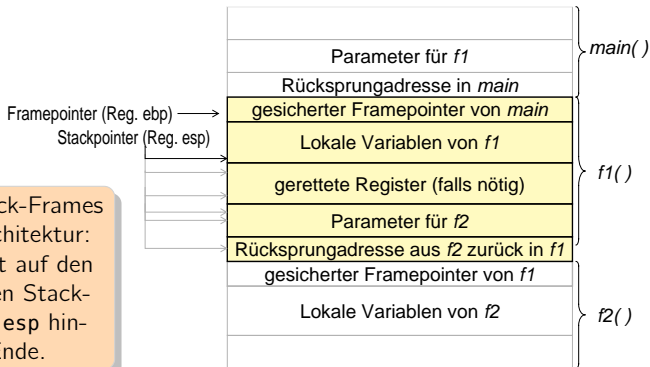 Parameter für f1
main( )
Rücksprungadresse in main
Framepointer (Reg. ebp)
gesicherter Framepointer von main
Stackpointer (Reg. esp)
Lokale Variablen von f1
f1( )
gerettete Register (falls nötig)
Parameter für f2
Rücksprungadresse aus f2 zurück in f1
gesicherter Framepointer von f1
Lokale Variablen von f2
f2( )
ck-Frames
chitektur:
t auf den
en Stack-
esp hin-
Ende.